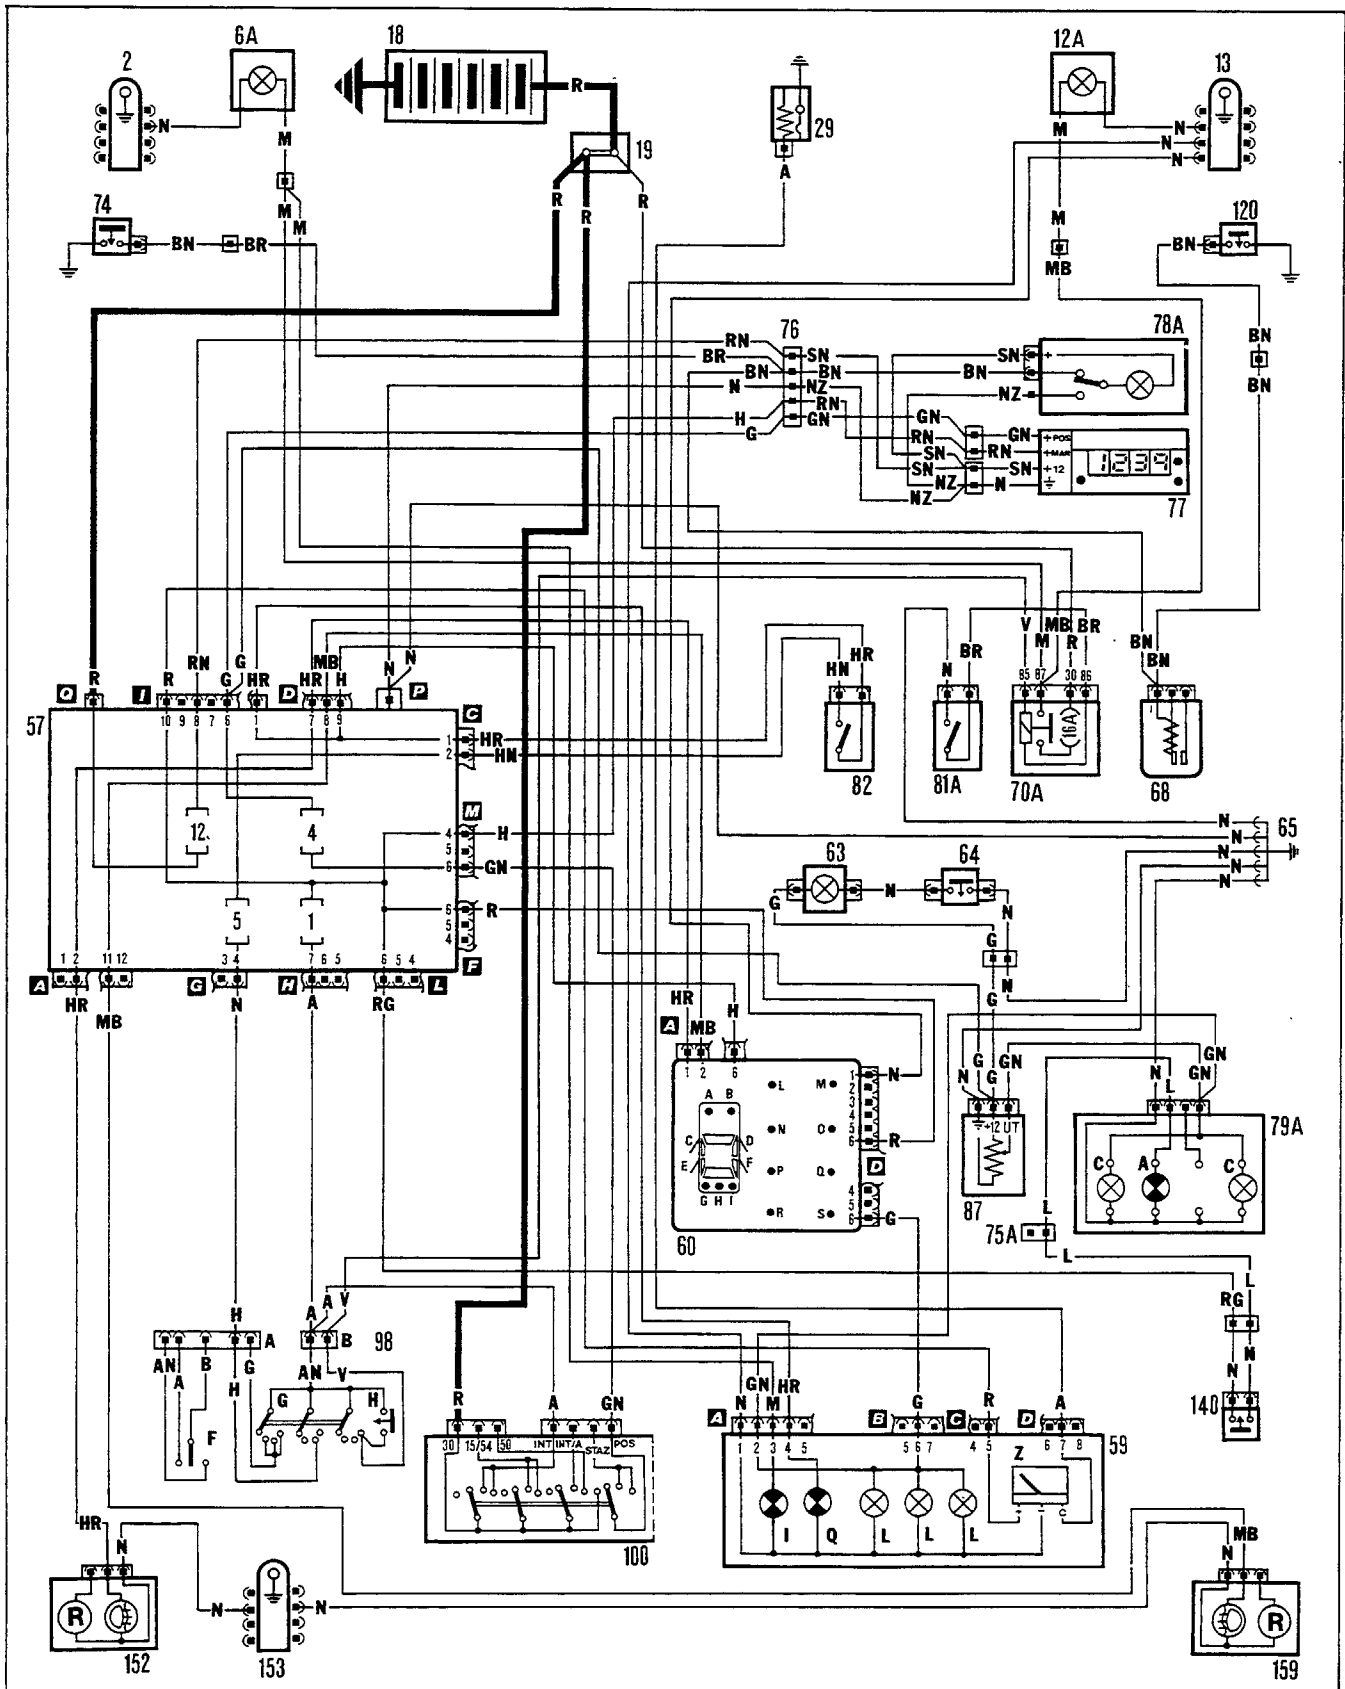 2
6A
18
12A
13
R
N
M
19
29
A
M
N
N
N
R
R
R
M
M
M
74
BN
BR
120
BN
MB
BN
BN
76
78A
RN
BR
BN
N
SN
BN
NZ
RN
GN
SN
+
BN
NZ
H
G
GN
RN
SN
SN
NZ
NZ
GN
RN
SN
N
+ POS
+ MAR
+ 12
1239
77
Q
R
I
R
RN
G
G
HR
D
HR
MB
H
N
N
P
HN
HR
N
BR
V
M
MB
R
BR
BN
BN
85 87 30 86
57
10 9 8 7 6 1 7 8 9
C
1 HR
2 HN
16A
1
82
81A
70A
68
12
4
M
4 H
5
6 GN
5
1
6 R
5
4
F
63
64
G
N
N
N
N
N
N
N
65
1 2 11 12 3 4 7 6 5 6 5 4
A
G
H
L
HR
MB
N
A
RG
G
G
N
HR
MB
H
A
1 2 6
L
M
A B
N
O
C D
E F
P
Q
G H I
R
S
1 N
2
3
4
5
6 R
D
4
5
6 G
60
N
G
G
GN
+12 UT
87
N
L
GN
GN
79A
C A C
L
75A
L
L
RG
N
N
140
H
A
A
V
A
B
98
AN
A
B
H
G
AN
V
F
G
H
R
A
GN
30 15/54 50 INT INT/A STAZ POS
100
A
N
GN
M
HR
B
G
C
R
D
A
1 2 3 4 5 5 6 7 4 5 6 7 8
59
Z
+ − C
I Q L L L
HR
N
R
152
N
N
153
N
MB
R
159